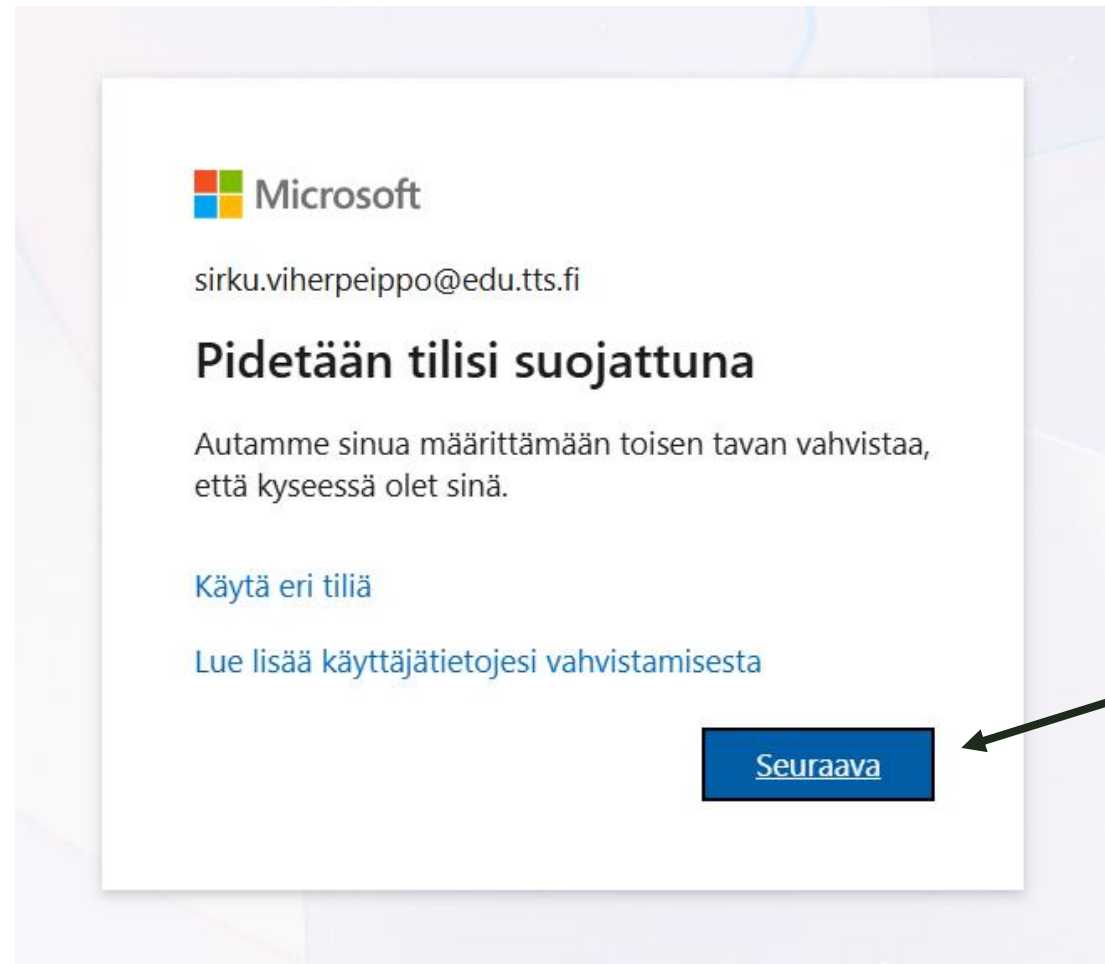 Microsoft
sirku.viherpeippo@edu.tts.fi
Pidetään tilisi suojattuna
Autamme sinua määrittämään toisen tavan vahvistaa,
että kyseessä olet sinä.
Käytä eri tiliä
Lue lisää käyttäjätietojesi vahvistamisesta
Seuraava